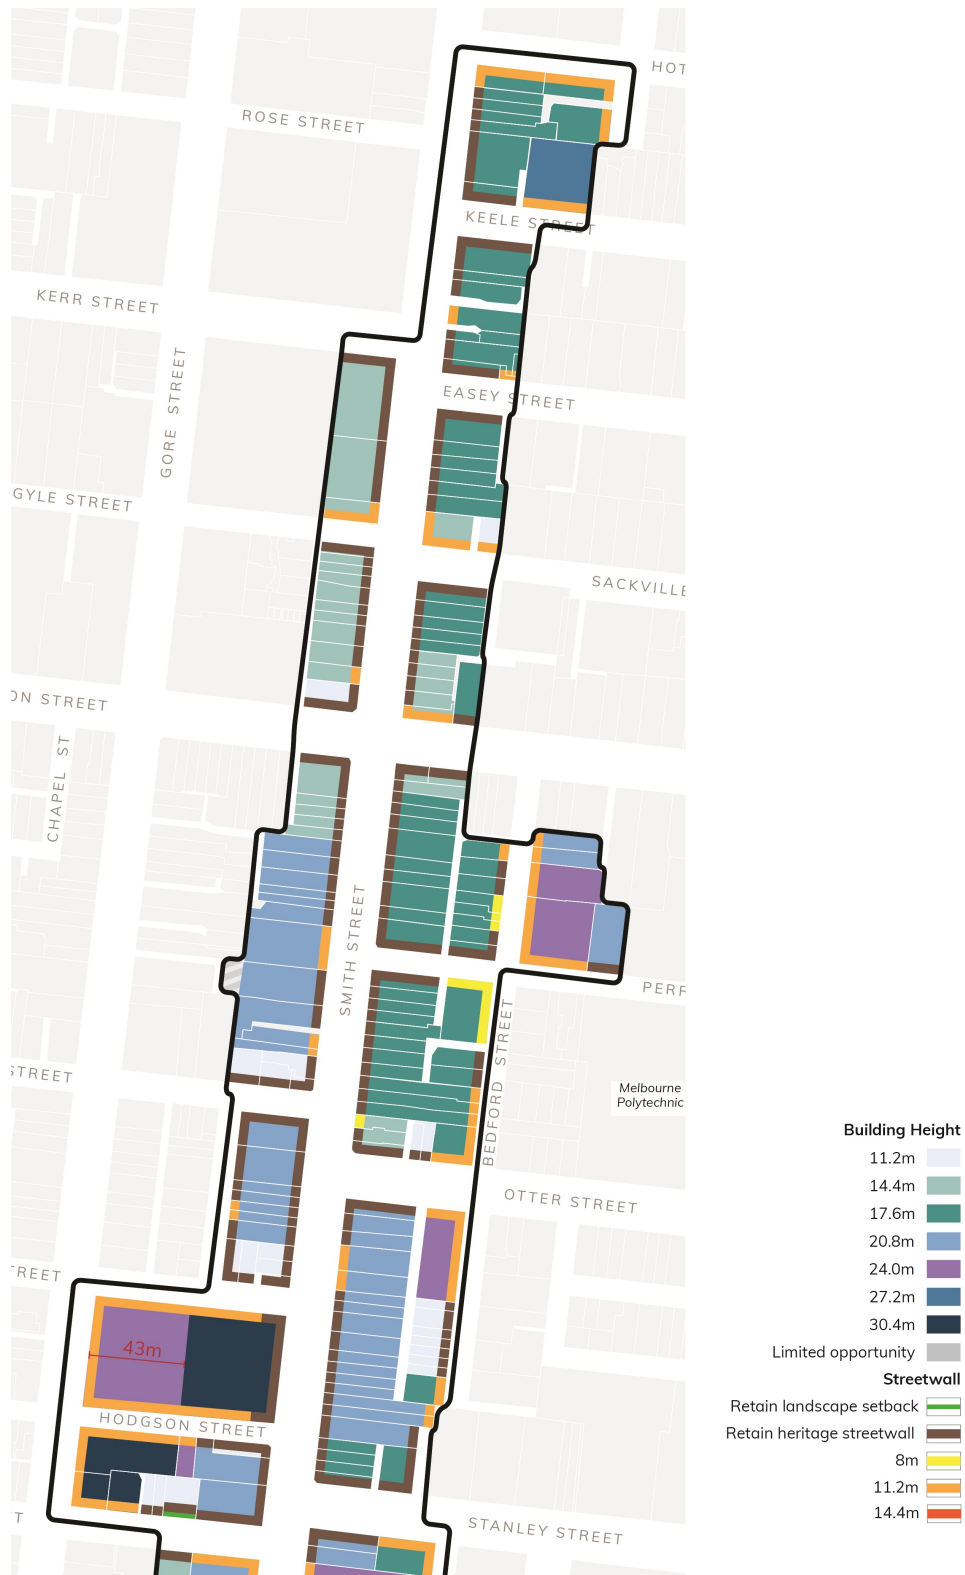 HOT
ROSE STREET
KEELE STREET
KERR STREET
GORE STREET
EASEY STREET
GYLE STREET
SACKVILLE
ON STREET
CHAPEL ST
SMITH STREET
PERF
BEDFORD STREET
STREET
Melbourne
Polytechnic
OTTER STREET
REET
43m
HODGSON STREET
T
STANLEY STREET
Building Height
11.2m
14.4m
17.6m
20.8m
24.0m
27.2m
30.4m
Limited opportunity
Streetwall
Retain landscape setback
Retain heritage streetwall
8m
11.2m
14.4m